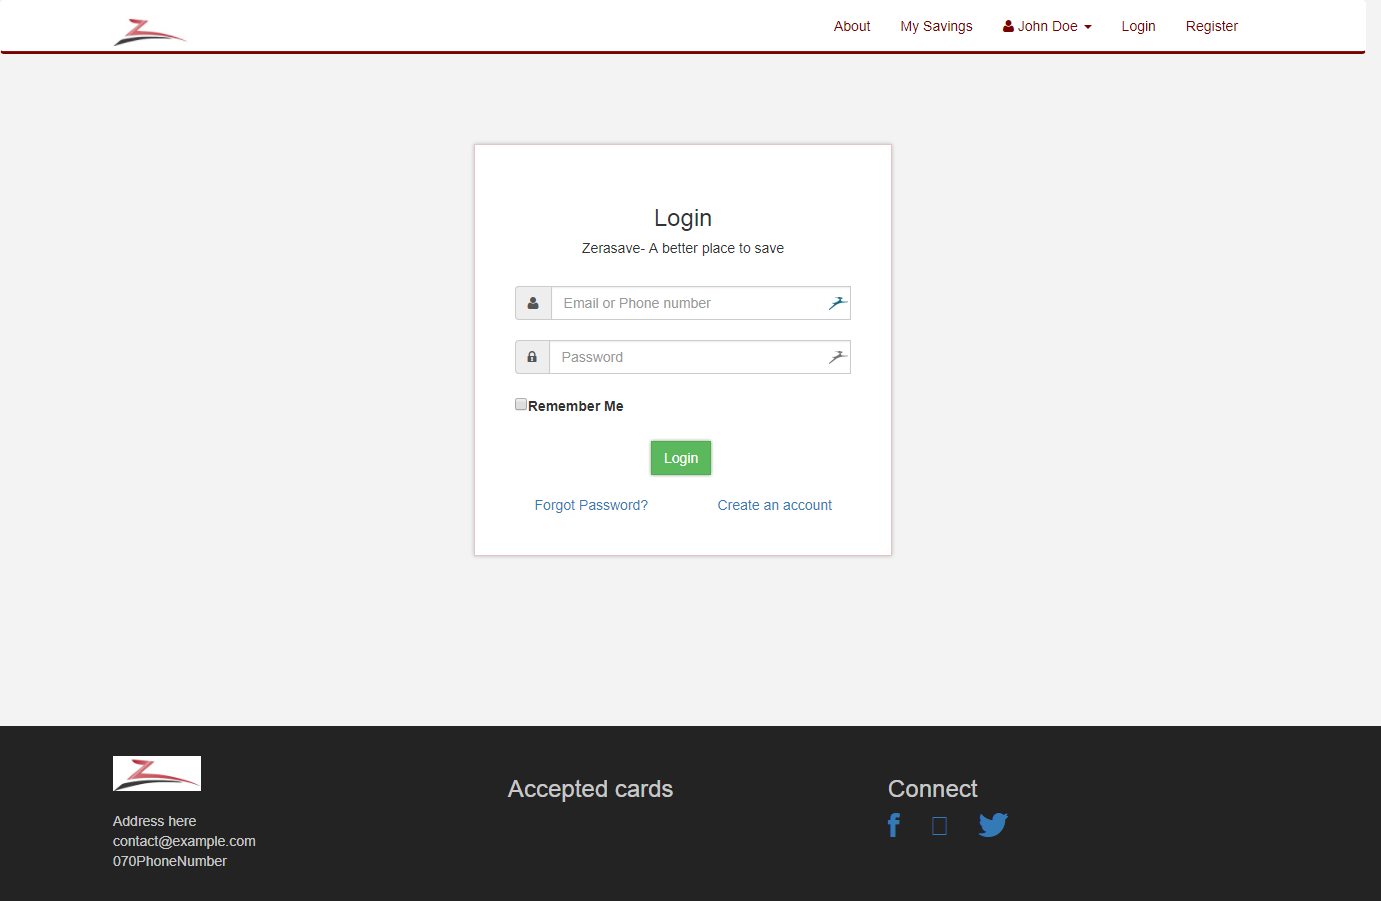 About
My Savings
John Doe
Login
Register
Login
Zerasave- A better place to save
Email or Phone number
Password
Remember Me
Login
Forgot Password?
Create an account
Address here
contact@example.com
070PhoneNumber
Accepted cards
Connect